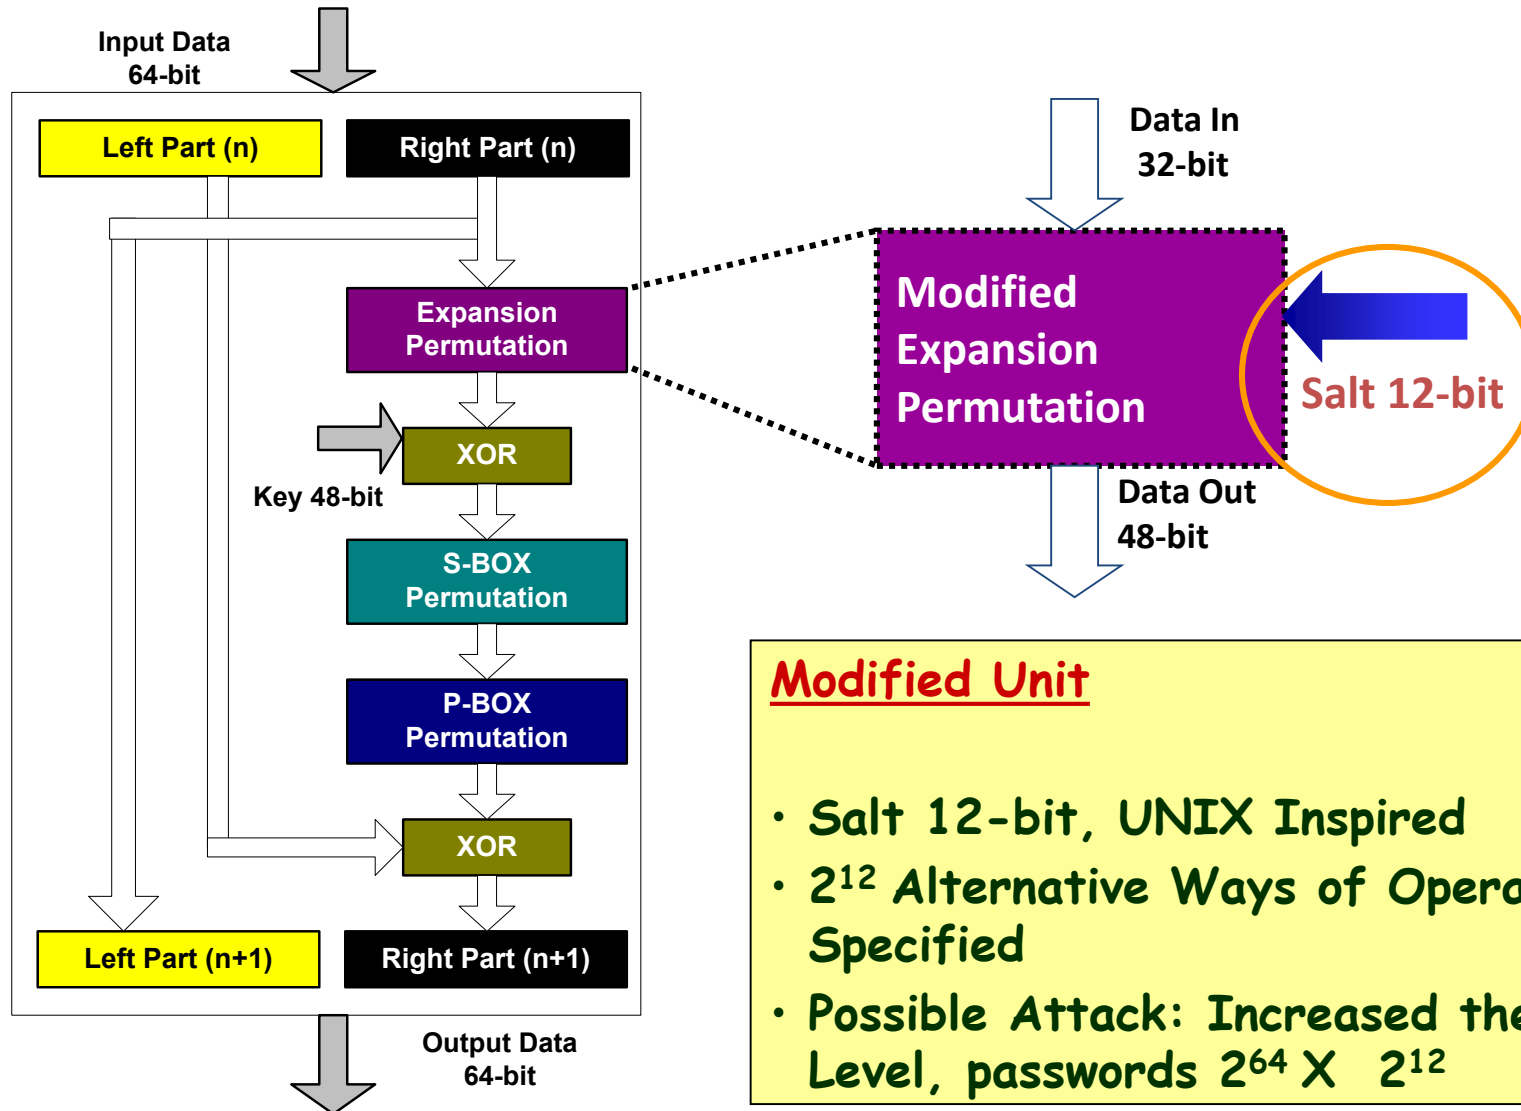 Input Data
64-bit
Left Part (n)
Right Part (n)
Expansion
Permutation
XOR
Key 48-bit
S-BOX
Permutation
P-BOX
Permutation
XOR
Left Part (n+1)
Right Part (n+1)
Output Data
64-bit
Data In
32-bit
Modified
Expansion
Permutation
Salt 12-bit
Data Out
48-bit
Modified Unit
• Salt 12-bit, UNIX Inspired
• 2¹² Alternative Ways of Opera
Specified
• Possible Attack: Increased the
Level, passwords 2⁶⁴ X 2¹²